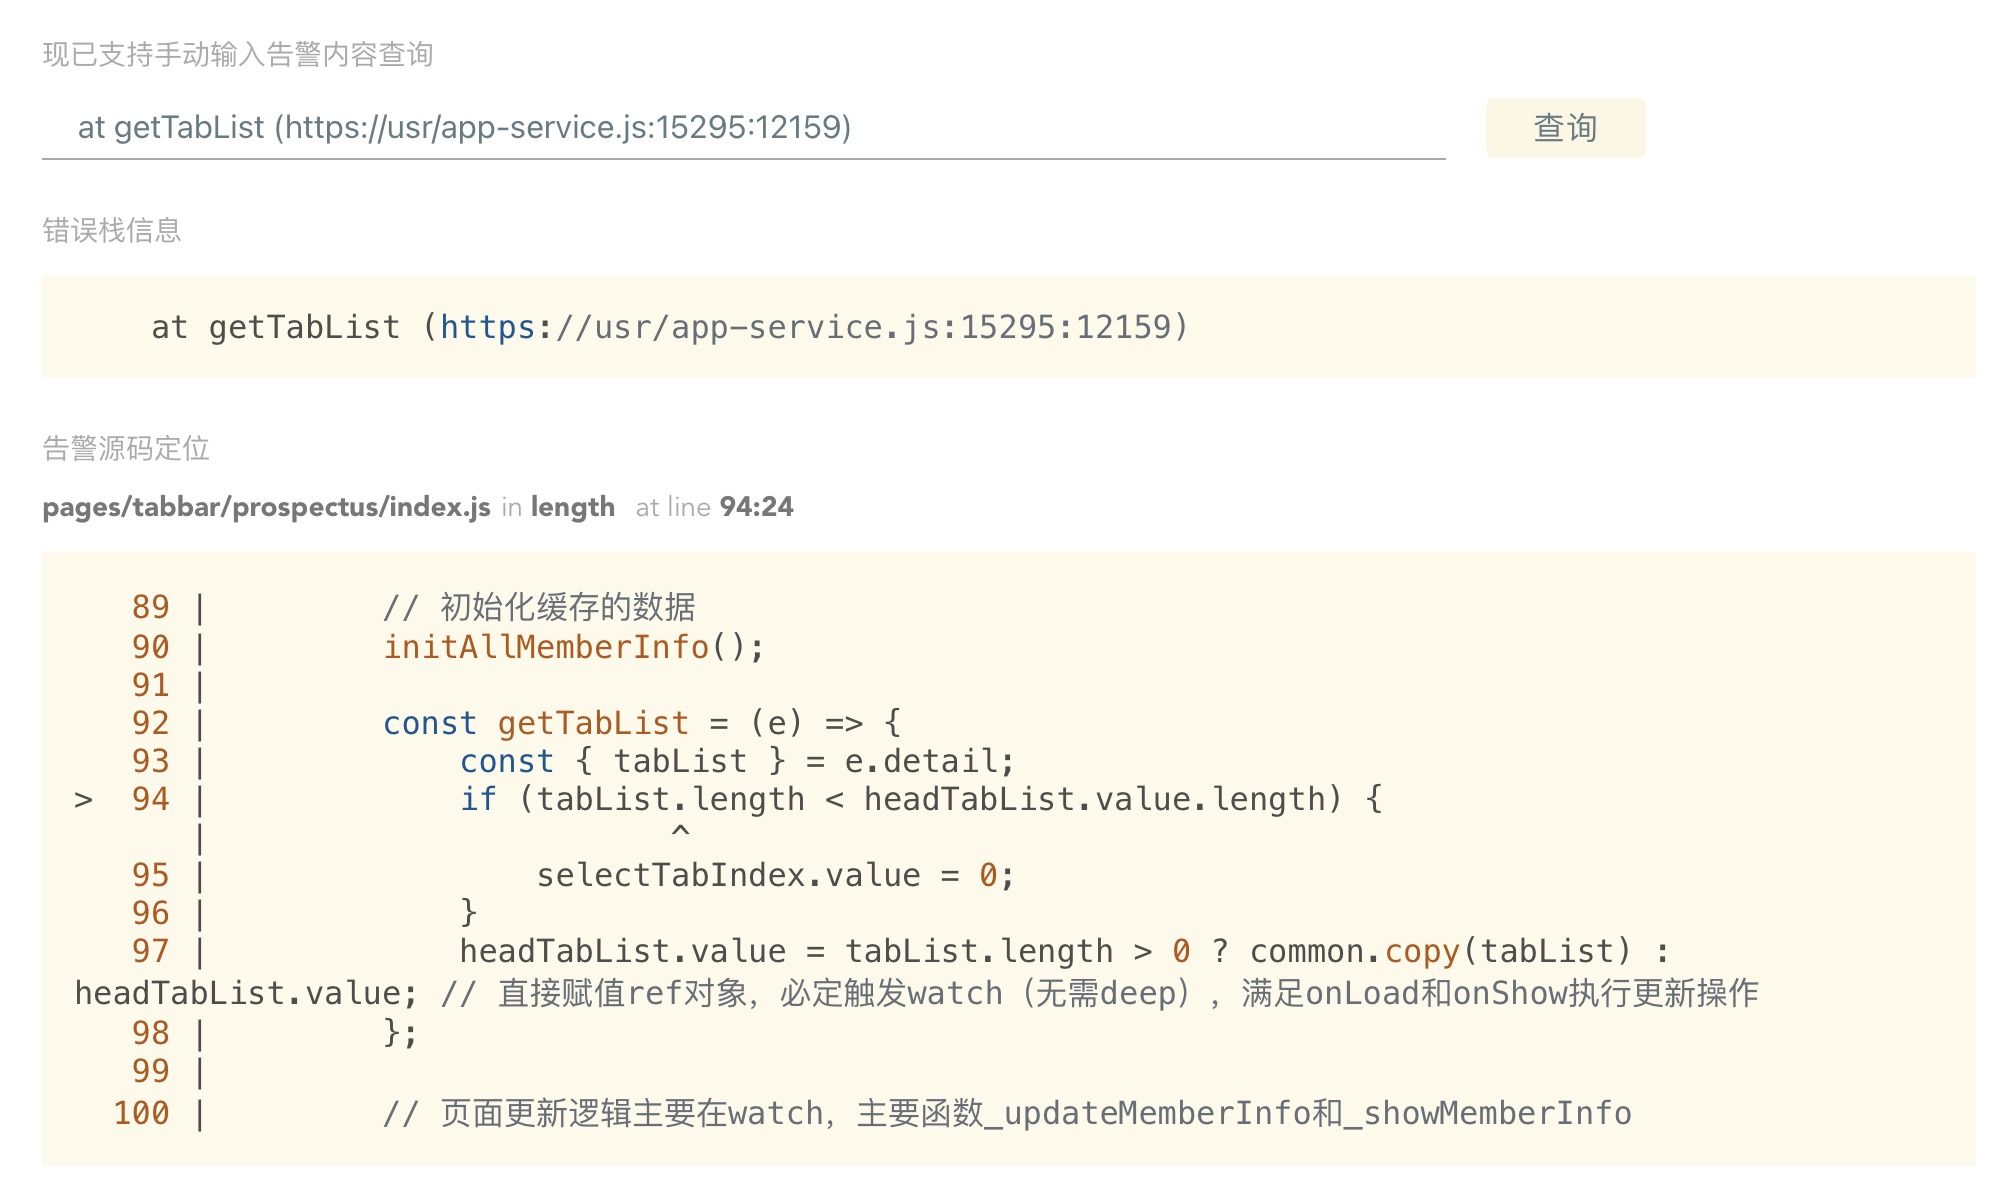 现已支持手动输入告警内容查询
at getTabList (https://usr/app-service.js:15295:12159)
查询
错误栈信息
at getTabList (https://usr/app-service.js:15295:12159)
告警源码定位
pages/tabbar/prospectus/index.js in length at line 94:24
89 |         // 初始化缓存的数据
90 |         initAllMemberInfo();
91 |
92 |         const getTabList = (e) => {
93 |             const { tabList } = e.detail;
> 94 |             if (tabList.length < headTabList.value.length) {
|                        ^
95 |                 selectTabIndex.value = 0;
96 |             }
97 |             headTabList.value = tabList.length > 0 ? common.copy(tabList) :
headTabList.value; // 直接赋值ref对象，必定触发watch（无需deep），满足onLoad和onShow执行更新操作
98 |         };
99 |
100 |         // 页面更新逻辑主要在watch，主要函数_updateMemberInfo和_showMemberInfo